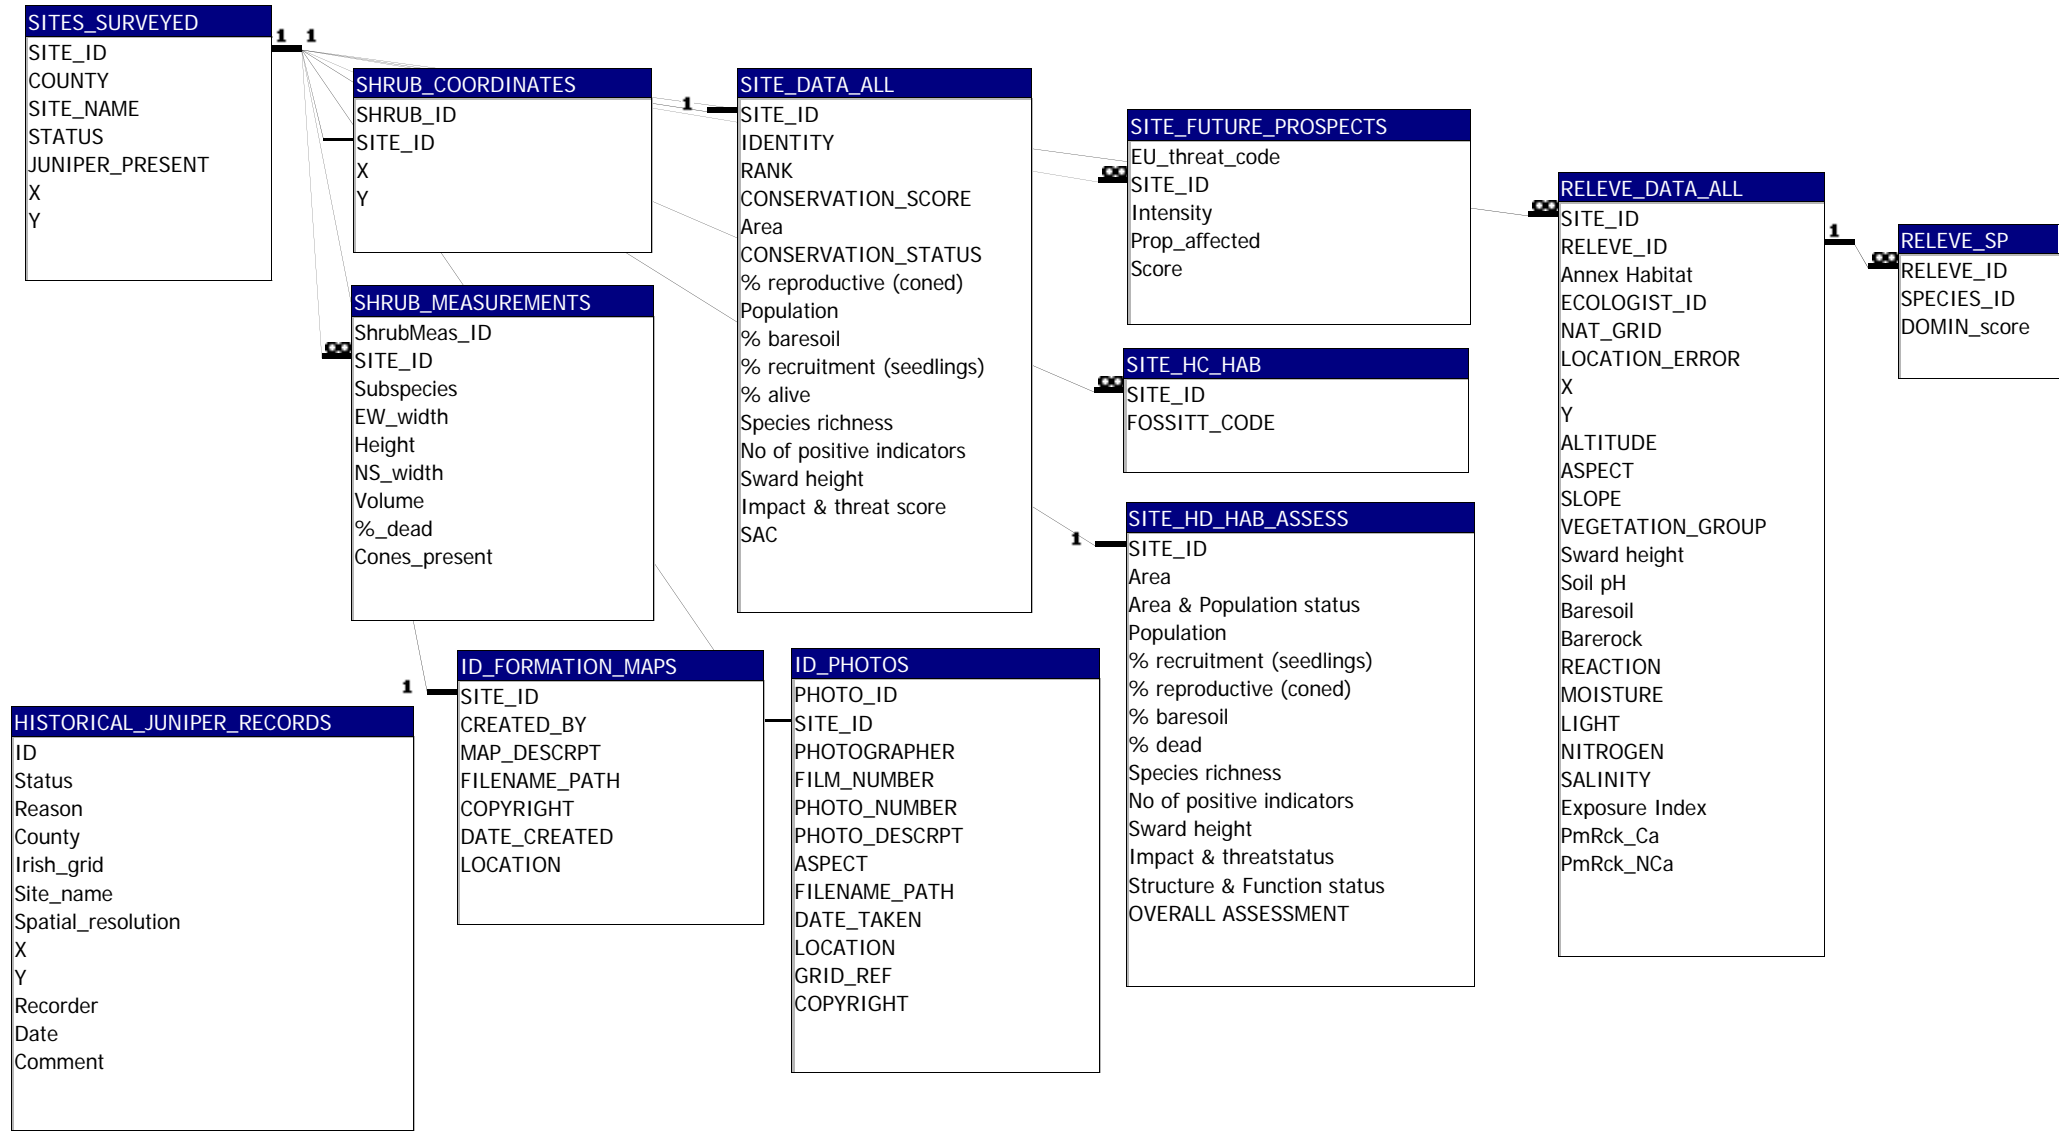 SITES_SURVEYED
SITE_ID
COUNTY
SITE_NAME
STATUS
JUNIPER_PRESENT
X
Y
1
1
SHRUB_COORDINATES
SHRUB_ID
SITE_ID
X
Y
SHRUB_MEASUREMENTS
ShrubMeas_ID
∞
SITE_ID
Subspecies
EW_width
Height
NS_width
Volume
%_dead
Cones_present
1
SITE_DATA_ALL
SITE_ID
IDENTITY
RANK
CONSERVATION_SCORE
Area
CONSERVATION_STATUS
% reproductive (coned)
Population
% baresoil
% recruitment (seedlings)
% alive
Species richness
No of positive indicators
Sward height
Impact & threat score
SAC
SITE_FUTURE_PROSPECTS
EU_threat_code
∞
SITE_ID
Intensity
Prop_affected
Score
SITE_HC_HAB
∞
SITE_ID
FOSSITT_CODE
SITE_HD_HAB_ASSESS
1
SITE_ID
Area
Area & Population status
Population
% recruitment (seedlings)
% reproductive (coned)
% baresoil
% dead
Species richness
No of positive indicators
Sward height
Impact & threatstatus
Structure & Function status
OVERALL ASSESSMENT
RELEVE_DATA_ALL
∞
SITE_ID
RELEVE_ID
Annex Habitat
ECOLOGIST_ID
NAT_GRID
LOCATION_ERROR
X
Y
ALTITUDE
ASPECT
SLOPE
VEGETATION_GROUP
Sward height
Soil pH
Baresoil
Barerock
REACTION
MOISTURE
LIGHT
NITROGEN
SALINITY
Exposure Index
PmRck_Ca
PmRck_NCa
1
RELEVE_SP
∞
RELEVE_ID
SPECIES_ID
DOMIN_score
HISTORICAL_JUNIPER_RECORDS
ID
Status
Reason
County
Irish_grid
Site_name
Spatial_resolution
X
Y
Recorder
Date
Comment
1
ID_FORMATION_MAPS
SITE_ID
CREATED_BY
MAP_DESCRPT
FILENAME_PATH
COPYRIGHT
DATE_CREATED
LOCATION
ID_PHOTOS
PHOTO_ID
SITE_ID
PHOTOGRAPHER
FILM_NUMBER
PHOTO_NUMBER
PHOTO_DESCRPT
ASPECT
FILENAME_PATH
DATE_TAKEN
LOCATION
GRID_REF
COPYRIGHT